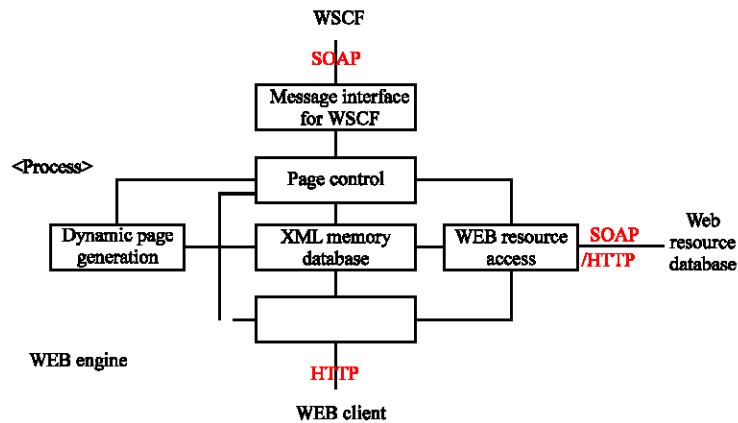 WSCF
SOAP
Message interface
for WSCF
<Process>
Page control
Dynamic page
generation
XML memory
database
WEB resource
access
SOAP
/HTTP
Web
resource
database
WEB engine
HTTP
WEB client